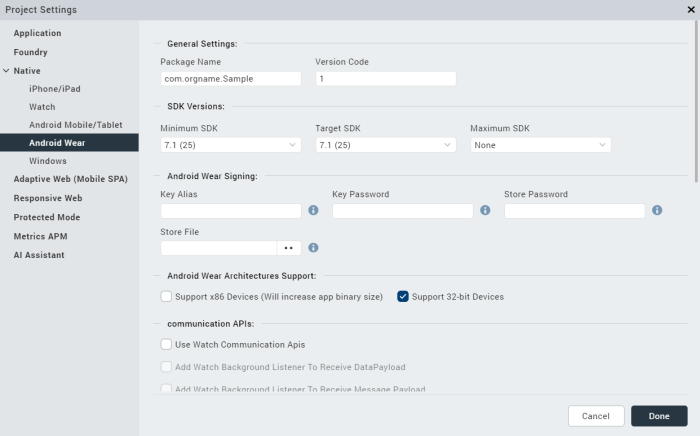 Project Settings
Application
Foundry
Native
iPhone/iPad
Watch
Android Mobile/Tablet
Android Wear
Windows
Adaptive Web (Mobile SPA)
Responsive Web
Protected Mode
Metrics APM
AI Assistant
General Settings:
Package Name Version Code
com.orgname.Sample 1
SDK Versions:
Minimum SDK Target SDK Maximum SDK
7.1 (25) 7.1 (25) None
Android Wear Signing:
Key Alias Key Password Store Password
Store File
Android Wear Architectures Support:
Support x86 Devices (Will increase app binary size) Support 32-bit Devices
communication APIs:
Use Watch Communication Apis
Add Watch Background Listener To Receive DataPayload
Add Watch Background Listener To Receive Message Payload
Cancel Done